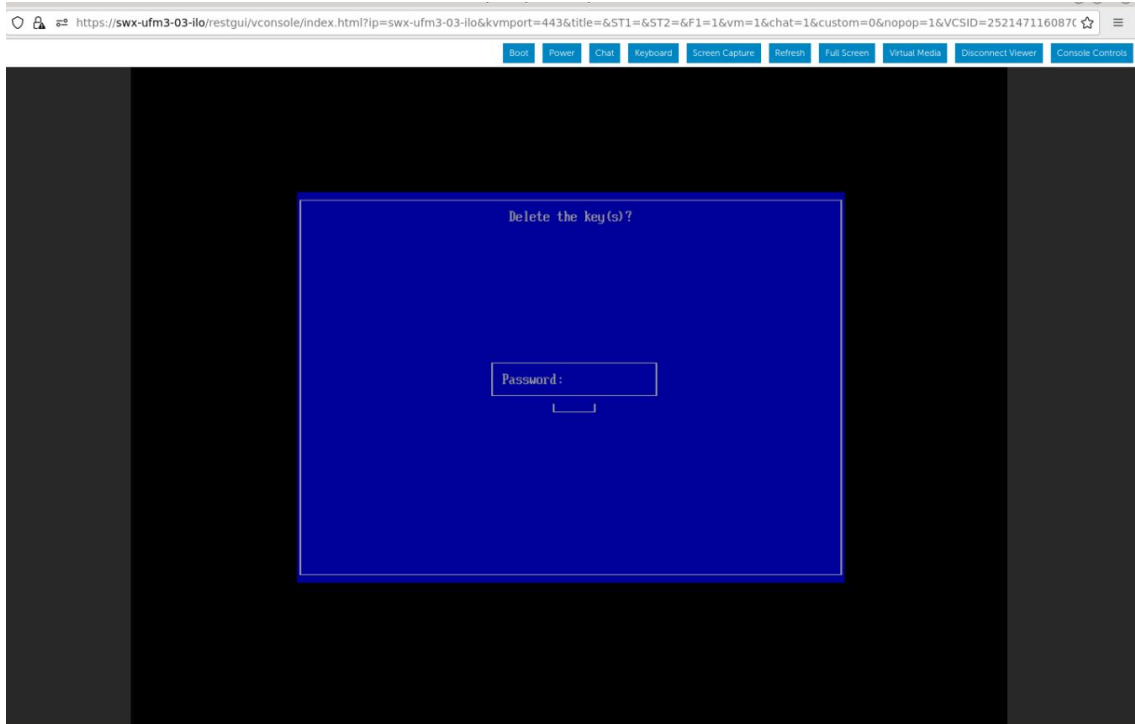 https://swx-ufm3-03-ilo/restgui/vconsole/index.html?ip=swx-ufm3-03-ilo&kvmport=443&title=&ST1=&ST2=&F1=1&vm=1&chat=1&custom=0&nopop=1&VCSID=2521471160870
Boot Power Chat Keyboard Screen Capture Refresh Full Screen Virtual Media Disconnect Viewer Console Controls
Delete the key(s)?
Password: